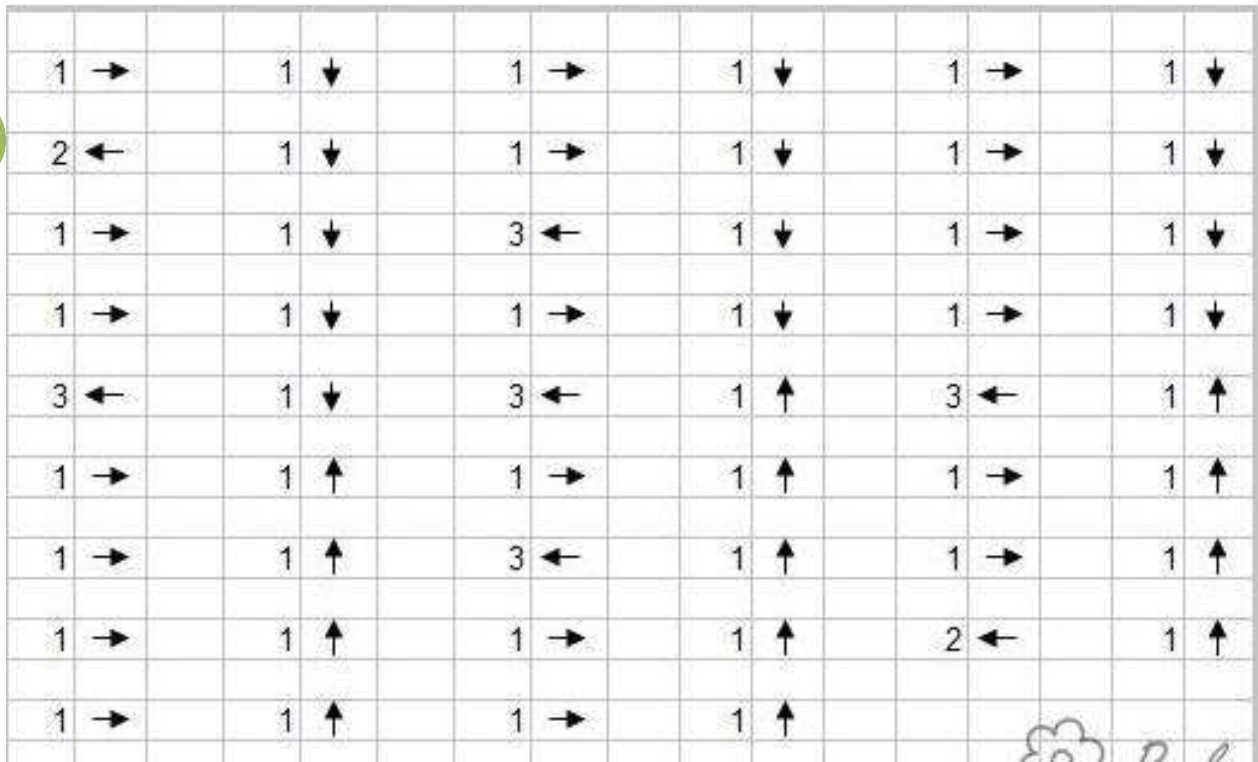 1 → 1 ↓ 1 → 1 ↓ 1 → 1 ↓
2 ← 1 ↓ 1 → 1 ↓ 1 → 1 ↓
1 → 1 ↓ 3 ← 1 ↓ 1 → 1 ↓
1 → 1 ↓ 1 → 1 ↓ 1 → 1 ↓
3 ← 1 ↓ 3 ← 1 ↑ 3 ← 1 ↑
1 → 1 ↑ 1 → 1 ↑ 1 → 1 ↑
1 → 1 ↑ 3 ← 1 ↑ 1 → 1 ↑
1 → 1 ↑ 1 → 1 ↑ 2 ← 1 ↑
1 → 1 ↑ 1 → 1 ↑